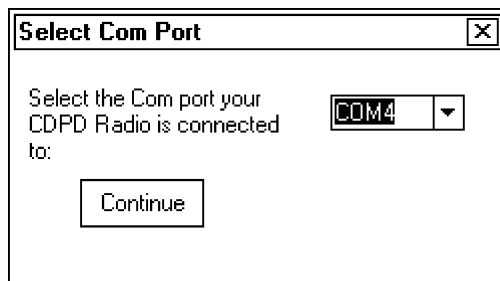 Select Com Port
Select the Com port your
CDPD Radio is connected
to:
COM4
Continue